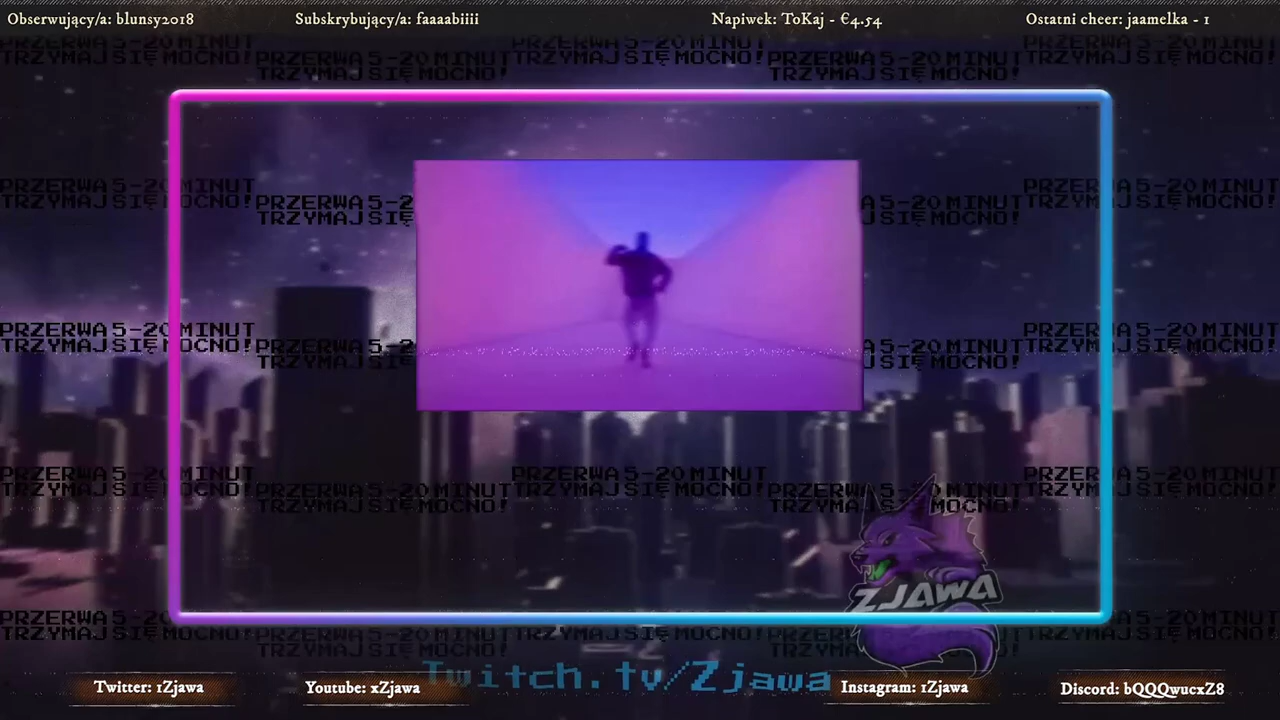 Obserwujący/a: blunsy2018
Subskrybujący/a: faaaabiiii
Napiwek: ToKaj - €4.54
Ostatni cheer: jaamelka - 1
PRZERWA 5-20 MINUT
TRZYMAJ SIĘ MOCNO!
ZJAWA
Twitch.tv/Zjawa
Twitter: 1Zjawa
Youtube: xZjawa
Instagram: 1Zjawa
Discord: bQQQwucxZ8